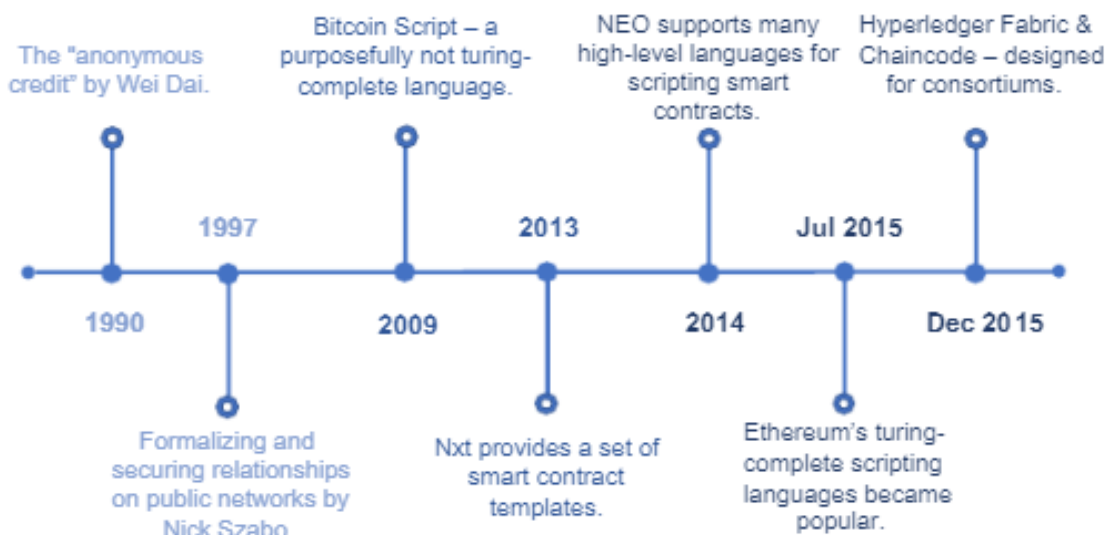 The "anonymous
credit" by Wei Dai.
Bitcoin Script – a
purposefully not turing-
complete language.
NEO supports many
high-level languages for
scripting smart
contracts.
Hyperledger Fabric &
Chaincode – designed
for consortiums.
1997
2013
Jul 2015
1990
2009
2014
Dec 2015
Formalizing and
securing relationships
on public networks by
Nick Szabo
Nxt provides a set of
smart contract
templates.
Ethereum's turing-
complete scripting
languages became
popular.